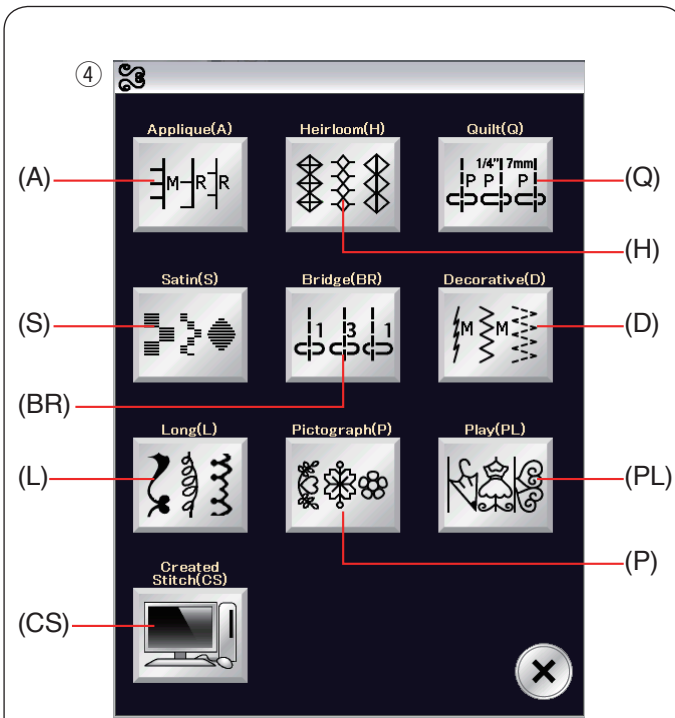 ④
Applique(A) Heirloom(H) Quilt(Q)
(A) M R R 1/4" 7mm P P P (Q)
(H)
Satin(S) Bridge(BR) Decorative(D)
(S) 1 3 1 M M (D)
(BR)
Long(L) Pictograph(P) Play(PL)
(L) (PL)
(P)
Created
Stitch(CS)
(CS)